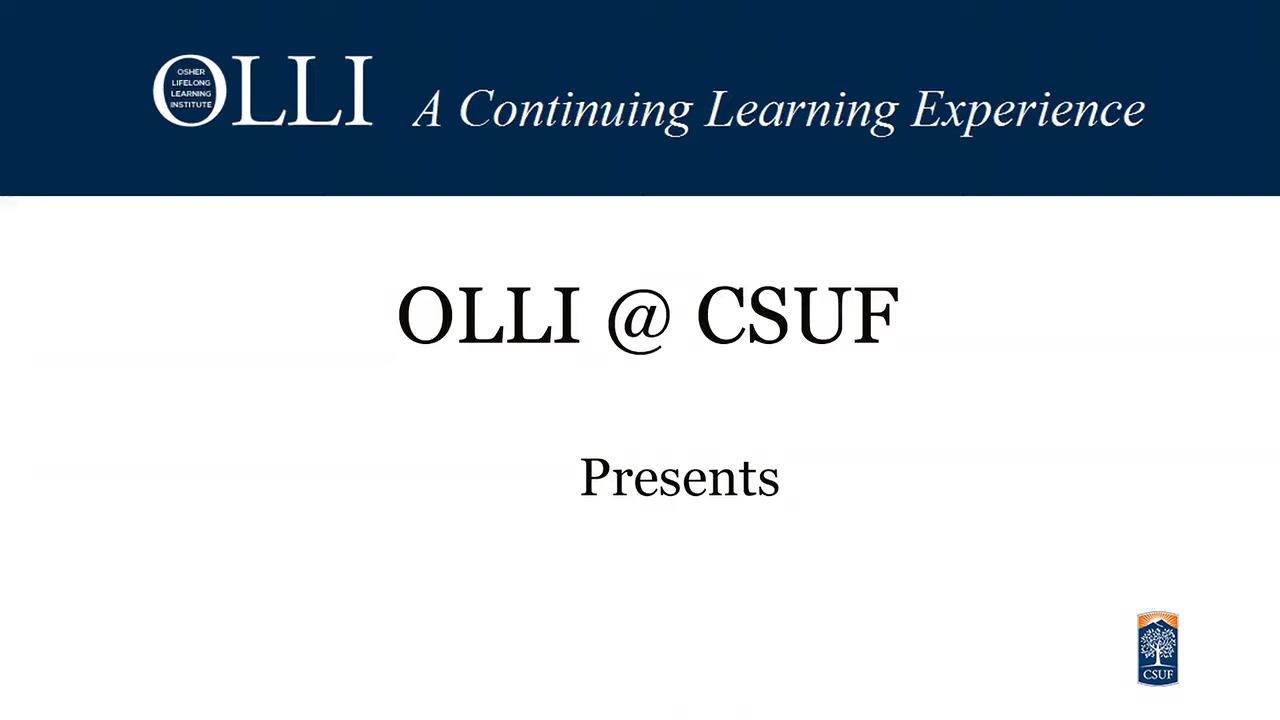 OLLI A Continuing Learning Experience
OSHER
LIFELONG
LEARNING
INSTITUTE
OLLI @ CSUF
Presents
CSUF